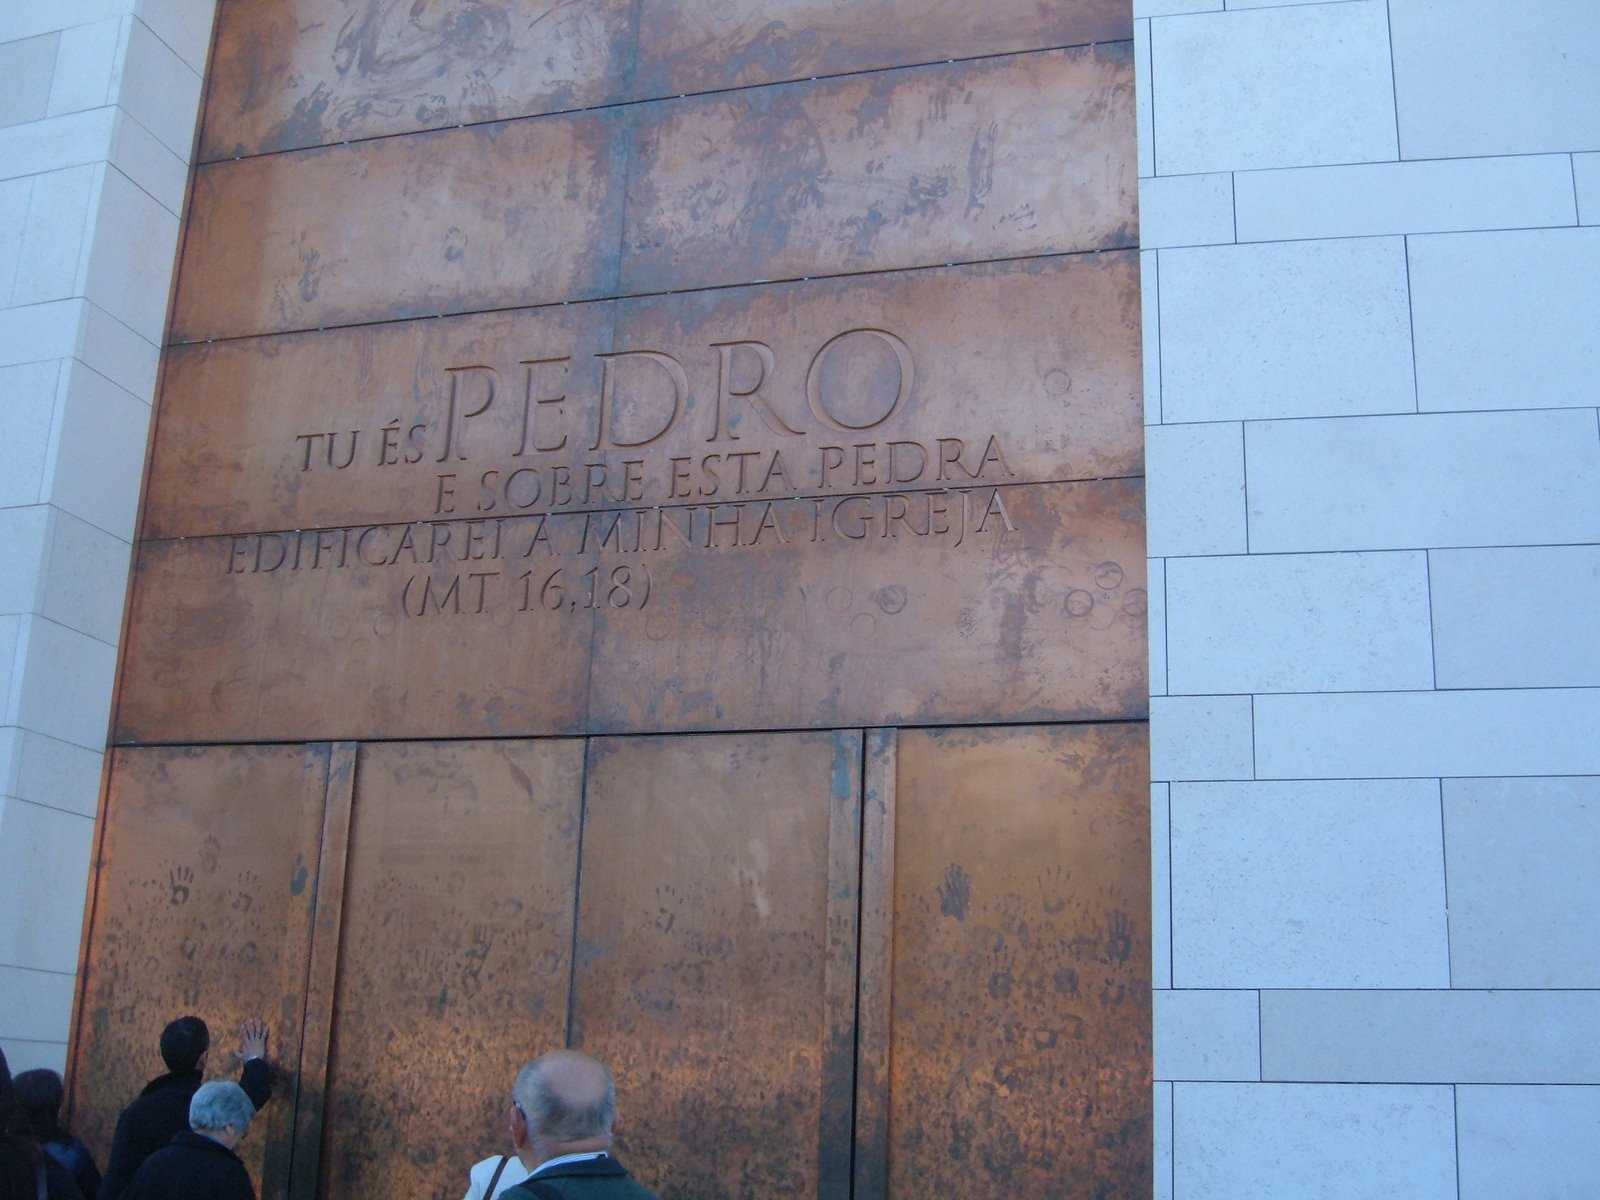 TU ÉS PEDRO
E SOBRE ESTA PEDRA
EDIFICAREI A MINHA IGREJA
(MT 16,18)